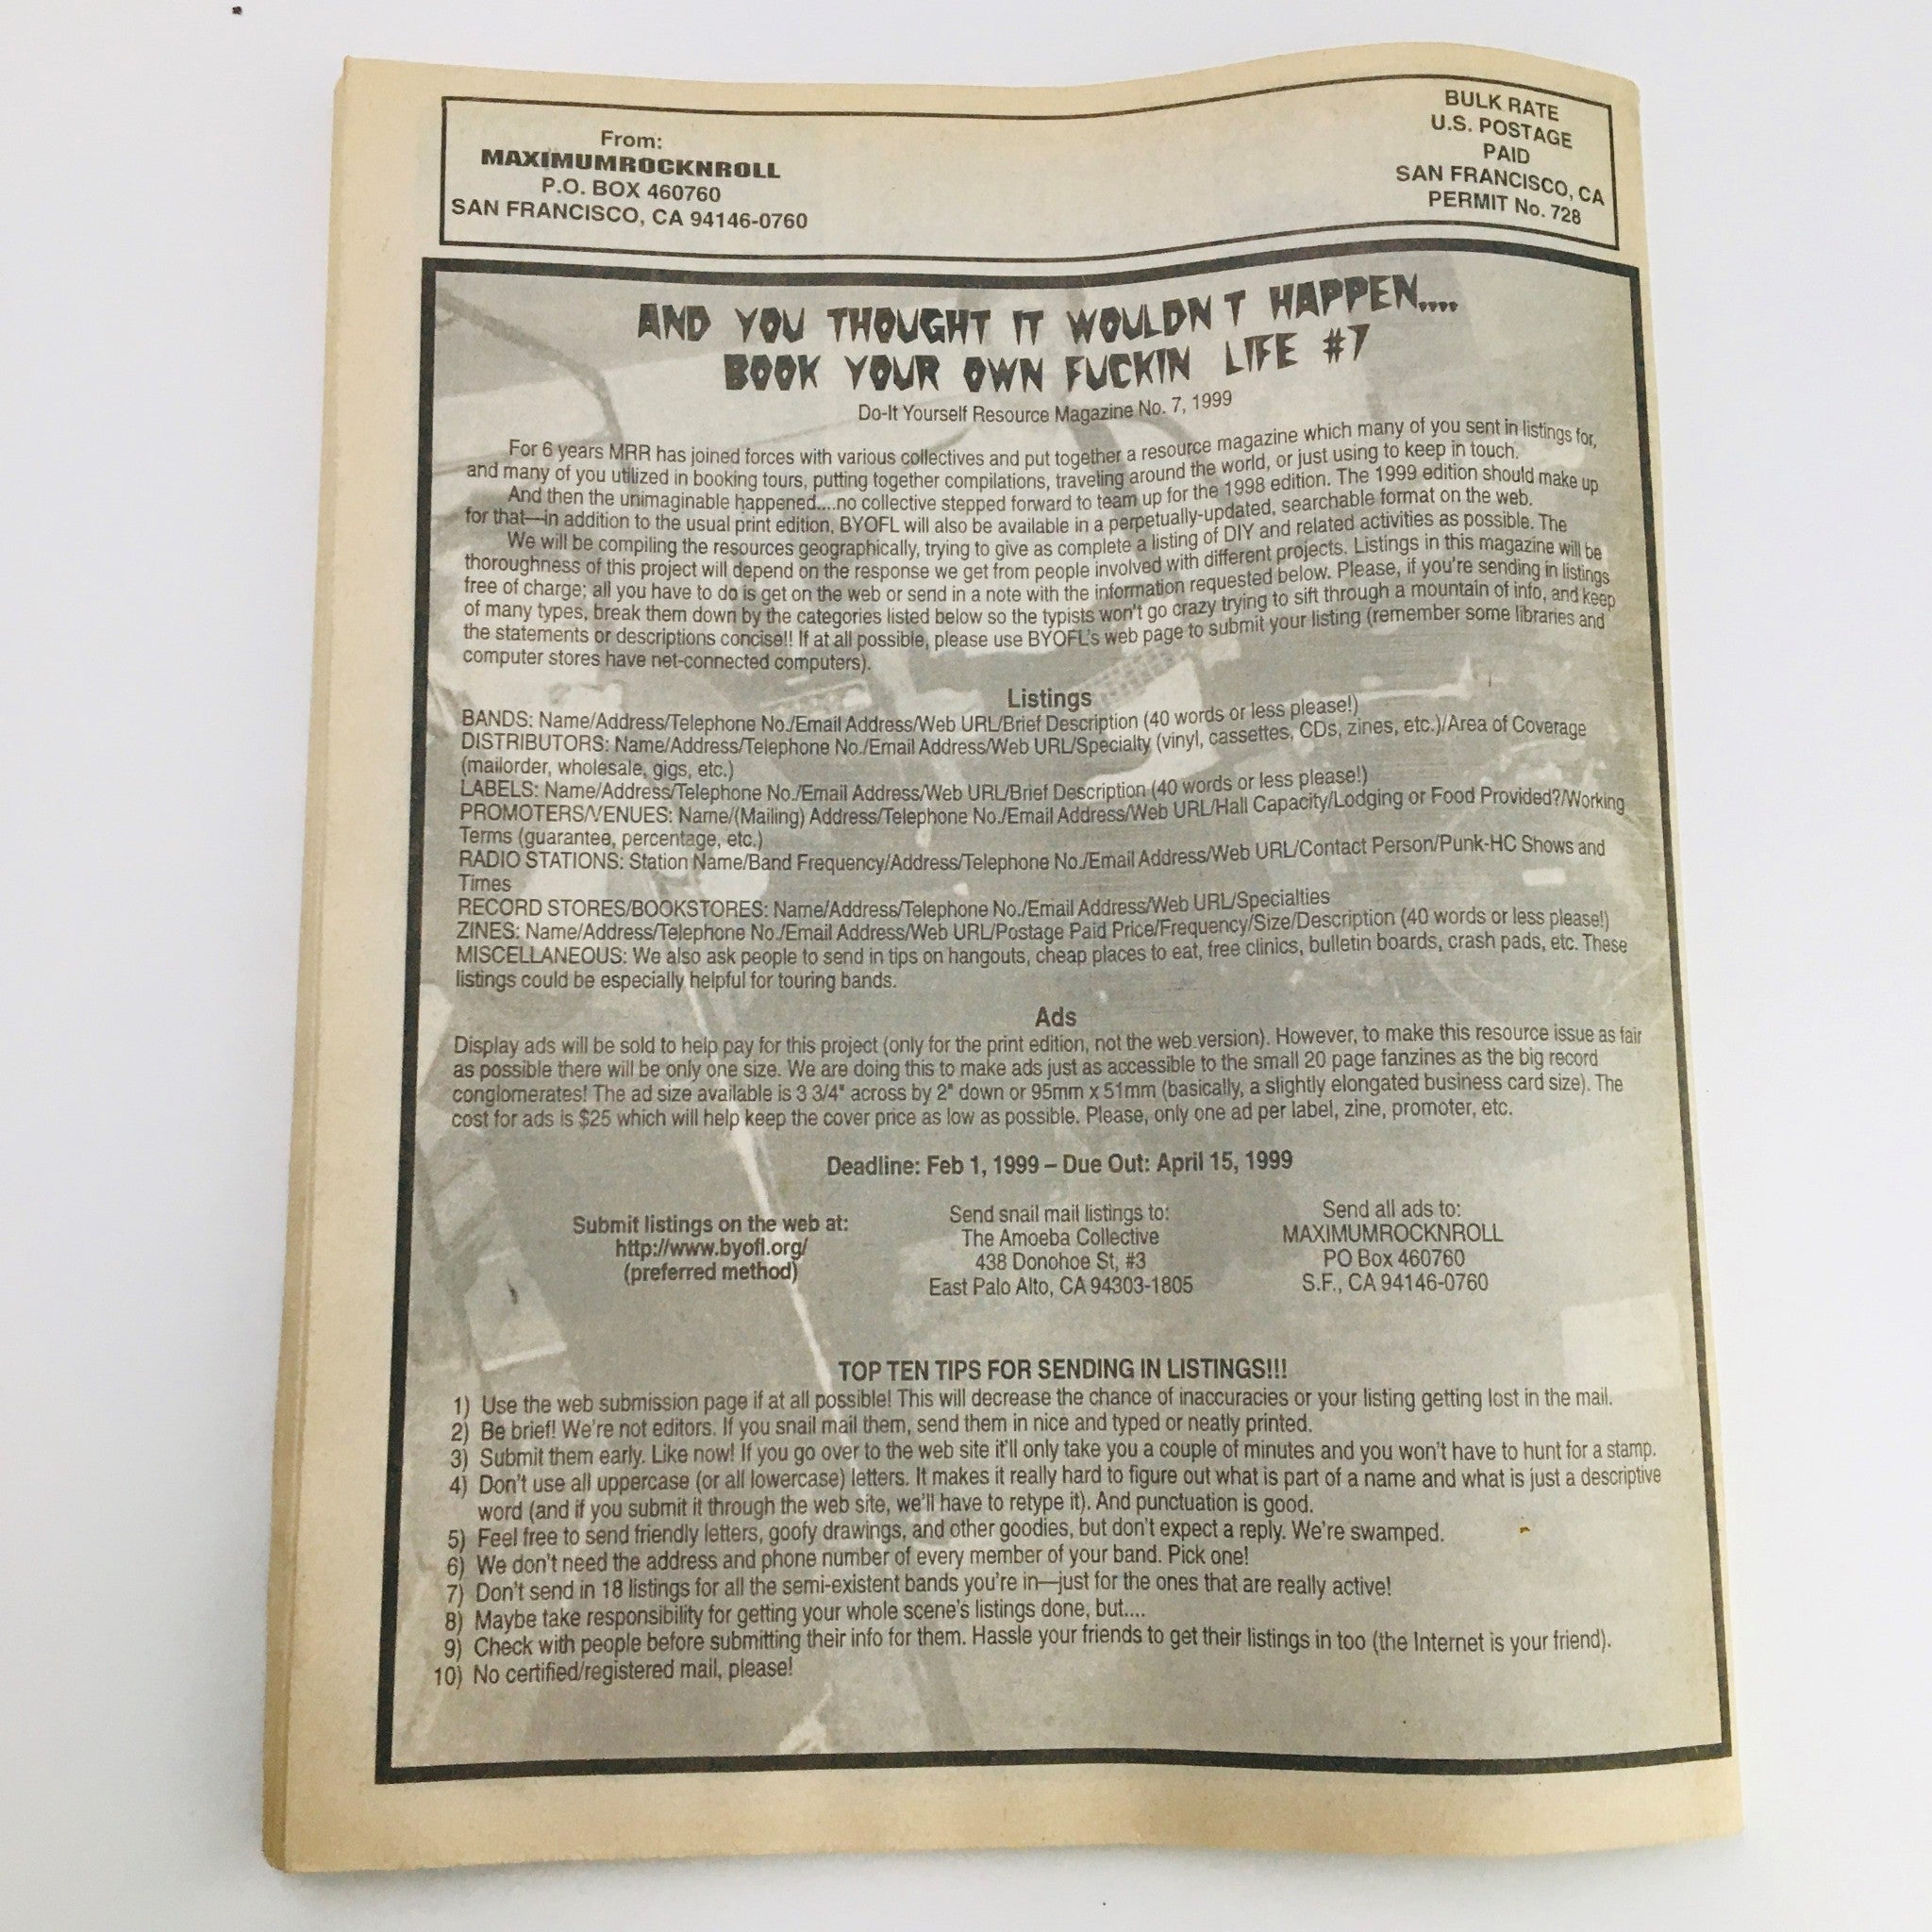 From:
MAXIMUMROCKNROLL
P.O. BOX 460760
SAN FRANCISCO, CA 94146-0760
BULK RATE
U.S. POSTAGE
PAID
SAN FRANCISCO, CA
PERMIT No. 728
AND YOU THOUGHT IT WOULDN T HAPPEN....
BOOK YOUR OWN FUCKIN LIFE #7
Do-It Yourself Resource Magazine No. 7, 1999
For 6 years MRR has joined forces with various collectives and put together a resource magazine which many of you sent in listings for,
and many of you utilized in booking tours, putting together compilations, traveling around the world, or just using to keep in touch.
And then the unimaginable happened....no collective stepped forward to team up for the 1998 edition. The 1999 edition should make up
for that—in addition to the usual print edition, BYOFL will also be available in a perpetually-updated, searchable format on the web.
We will be compiling the resources geographically, trying to give as complete a listing of DIY and related activities as possible. The
thoroughness of this project will depend on the response we get from people involved with different projects. Listings in this magazine will be
free of charge; all you have to do is get on the web or send in a note with the information requested below. Please, if you're sending in listings
of many types, break them down by the categories listed below so the typists won't go crazy trying to sift through a mountain of info, and keep
the statements or descriptions concise!! If at all possible, please use BYOFL's web page to submit your listing (remember some libraries and
computer stores have net-connected computers).
Listings
BANDS: Name/Address/Telephone No./Email Address/Web URL/Brief Description (40 words or less please!)
DISTRIBUTORS: Name/Address/Telephone No./Email Address/Web URL/Specialty (vinyl, cassettes, CDs, zines, etc.)/Area of Coverage
(mailorder, wholesale, gigs, etc.)
LABELS: Name/Address/Telephone No./Email Address/Web URL/Brief Description (40 words or less please!)
PROMOTERS/VENUES: Name/(Mailing) Address/Telephone No./Email Address/Web URL/Hall Capacity/Lodging or Food Provided?/Working
Terms (guarantee, percentage, etc.)
RADIO STATIONS: Station Name/Band Frequency/Address/Telephone No./Email Address/Web URL/Contact Person/Punk-HC Shows and
Times
RECORD STORES/BOOKSTORES: Name/Address/Telephone No./Email Address/Web URL/Specialties
ZINES: Name/Address/Telephone No./Email Address/Web URL/Postage Paid Price/Frequency/Size/Description (40 words or less please!)
MISCELLANEOUS: We also ask people to send in tips on hangouts, cheap places to eat, free clinics, bulletin boards, crash pads, etc. These
listings could be especially helpful for touring bands.
Ads
Display ads will be sold to help pay for this project (only for the print edition, not the web version). However, to make this resource issue as fair
as possible there will be only one size. We are doing this to make ads just as accessible to the small 20 page fanzines as the big record
conglomerates! The ad size available is 3 3/4" across by 2" down or 95mm x 51mm (basically, a slightly elongated business card size). The
cost for ads is $25 which will help keep the cover price as low as possible. Please, only one ad per label, zine, promoter, etc.
Deadline: Feb 1, 1999 – Due Out: April 15, 1999
Submit listings on the web at:
http://www.byofl.org/
(preferred method)
Send snail mail listings to:
The Amoeba Collective
438 Donohoe St, #3
East Palo Alto, CA 94303-1805
Send all ads to:
MAXIMUMROCKNROLL
PO Box 460760
S.F., CA 94146-0760
TOP TEN TIPS FOR SENDING IN LISTINGS!!!
1) Use the web submission page if at all possible! This will decrease the chance of inaccuracies or your listing getting lost in the mail.
2) Be brief! We're not editors. If you snail mail them, send them in nice and typed or neatly printed.
3) Submit them early. Like now! If you go over to the web site it'll only take you a couple of minutes and you won't have to hunt for a stamp.
4) Don't use all uppercase (or all lowercase) letters. It makes it really hard to figure out what is part of a name and what is just a descriptive
word (and if you submit it through the web site, we'll have to retype it). And punctuation is good.
5) Feel free to send friendly letters, goofy drawings, and other goodies, but don't expect a reply. We're swamped.
6) We don't need the address and phone number of every member of your band. Pick one!
7) Don't send in 18 listings for all the semi-existent bands you're in—just for the ones that are really active!
8) Maybe take responsibility for getting your whole scene's listings done, but....
9) Check with people before submitting their info for them. Hassle your friends to get their listings in too (the Internet is your friend).
10) No certified/registered mail, please!